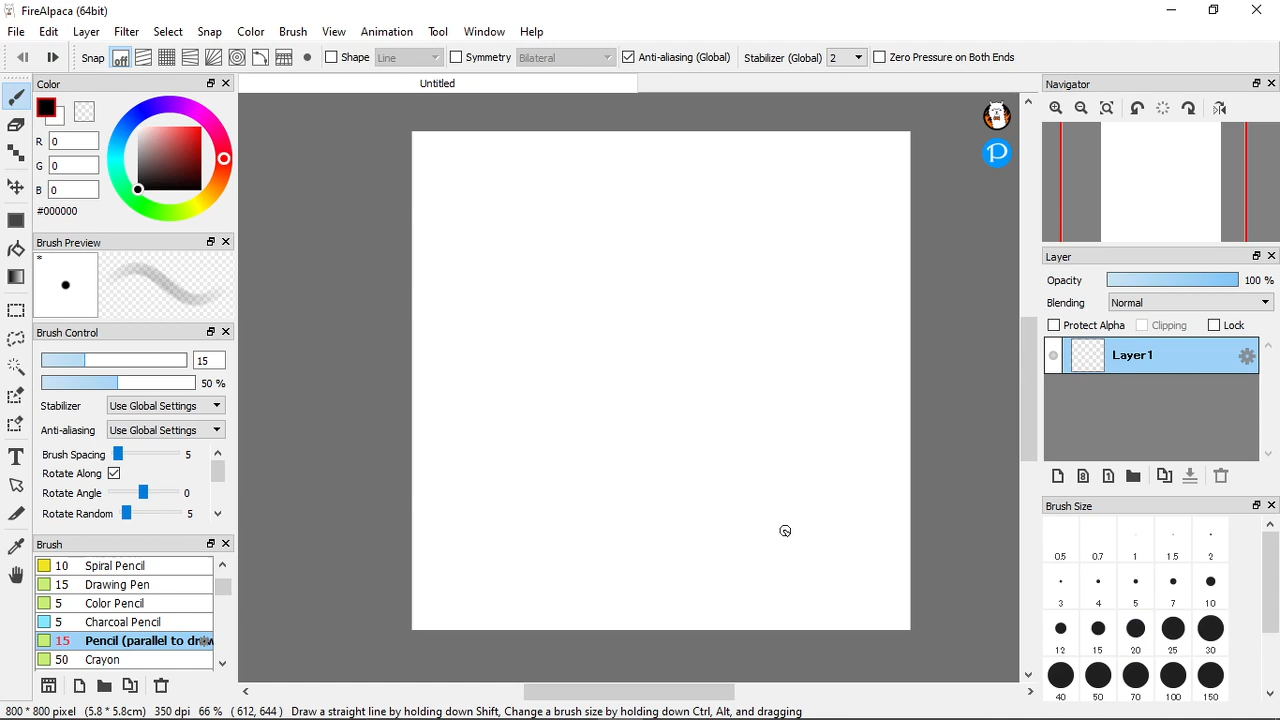 FireAlpaca (64bit)
File Edit Layer Filter Select Snap Color Brush View Animation Tool Window Help
Snap off Shape Line Symmetry Bilateral Anti-aliasing (Global) Stabilizer (Global) 2 Zero Pressure on Both Ends
Color
Untitled
Navigator
R 0
G 0
B 0
#000000
Brush Preview
*
Layer
Opacity 100 %
Blending Normal
Protect Alpha Clipping Lock
Layer1
Brush Control
15
50 %
Stabilizer Use Global Settings
Anti-aliasing Use Global Settings
Brush Spacing 5
Rotate Along
Rotate Angle 0
Rotate Random 5
Brush
10 Spiral Pencil
15 Drawing Pen
5 Color Pencil
5 Charcoal Pencil
15 Pencil (parallel to draw
50 Crayon
8 1
Brush Size
0.5 0.7 1 1.5 2
3 4 5 7 10
12 15 20 25 30
40 50 70 100 150
P
800 * 800 pixel (5.8 * 5.8cm) 350 dpi 66 % ( 612, 644 ) Draw a straight line by holding down Shift, Change a brush size by holding down Ctrl, Alt, and dragging